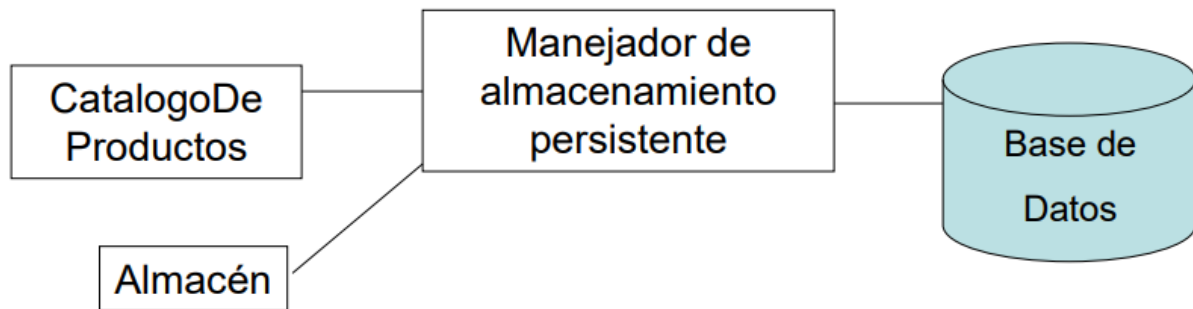 CatalogoDe
Productos
Almacén
Manejador de
almacenamiento
persistente
Base de
Datos